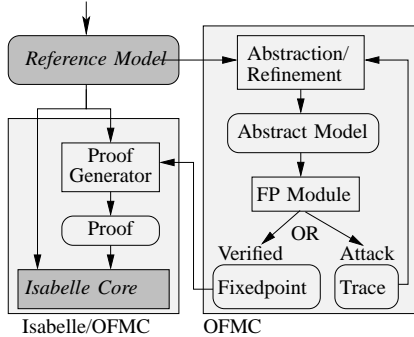 Reference Model
Abstraction/
Refinement
Abstract Model
Proof
Generator
FP Module
OR
Proof
Verified
Attack
Isabelle Core
Fixedpoint
Trace
Isabelle/OFMC
OFMC